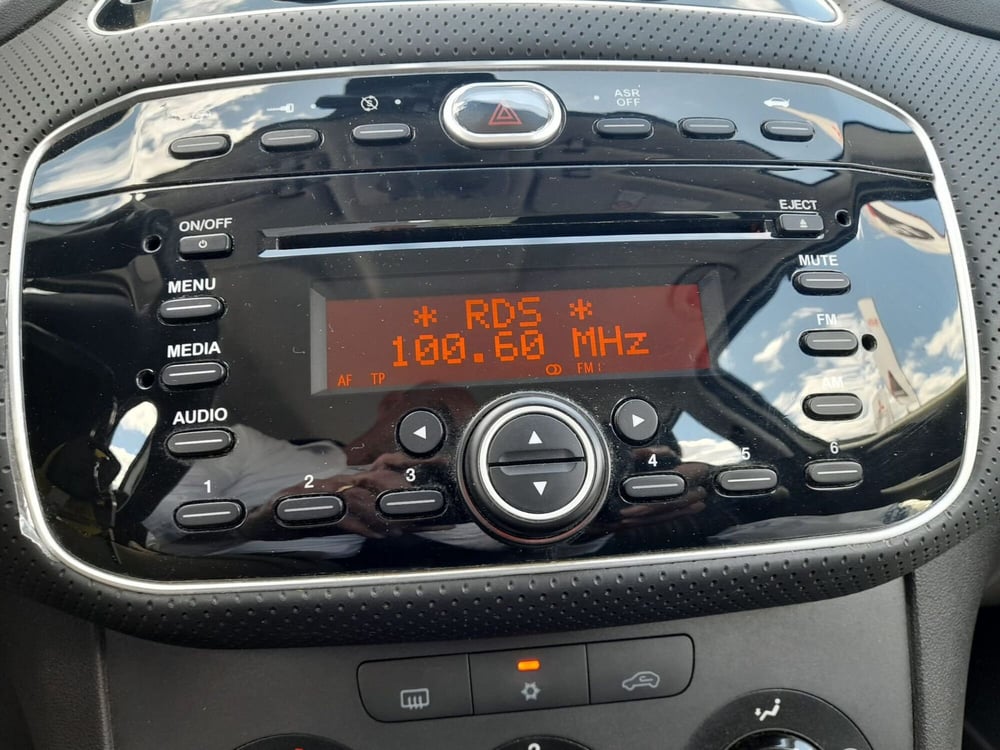 ASR
OFF
ON/OFF
EJECT
MENU
MUTE
* RDS *
100.60 MHz
AF TP FM1
MEDIA
FM
AM
AUDIO
1 2 3 4 5 6